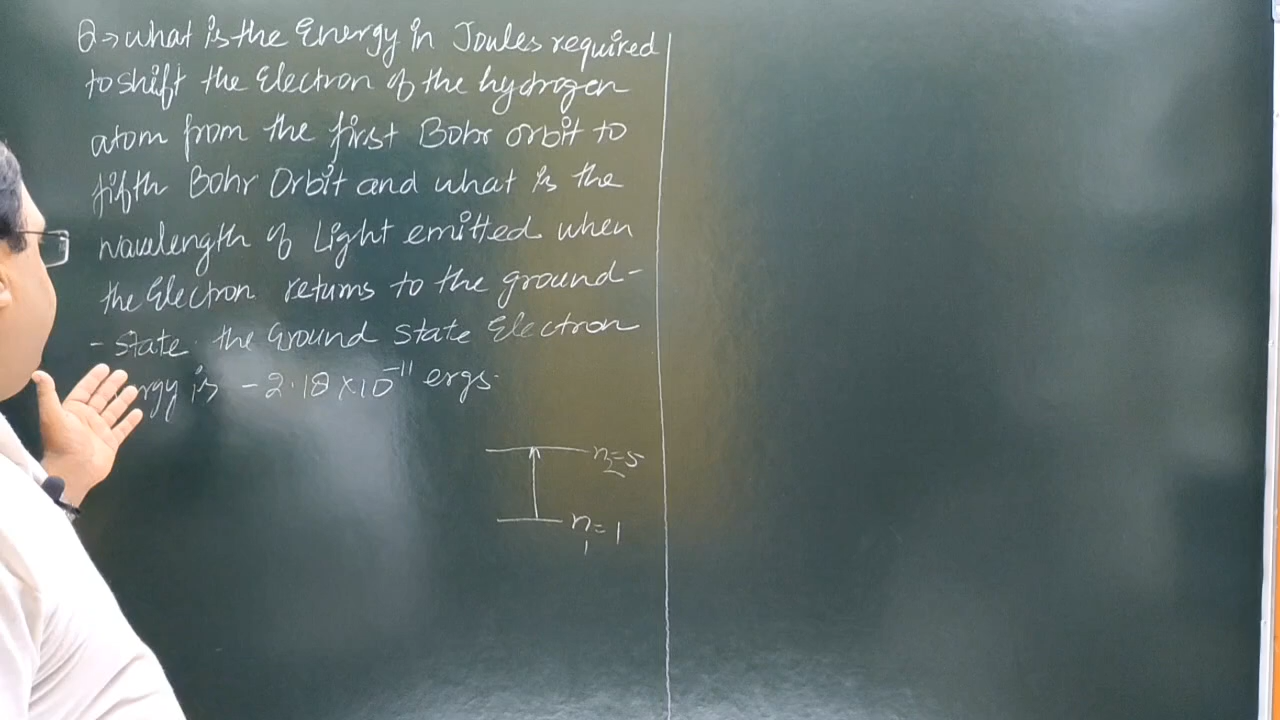 Q→ what is the Energy in Joules required
to shift the Electron of the hydrogen
atom from the first Bohr orbit to
fifth Bohr Orbit and what is the
wavelength of Light emitted when
the Electron returns to the ground-
- state. the Ground state Electron
rgy is -2.18×10⁻¹¹ ergs.
n₂=5
n₁=1